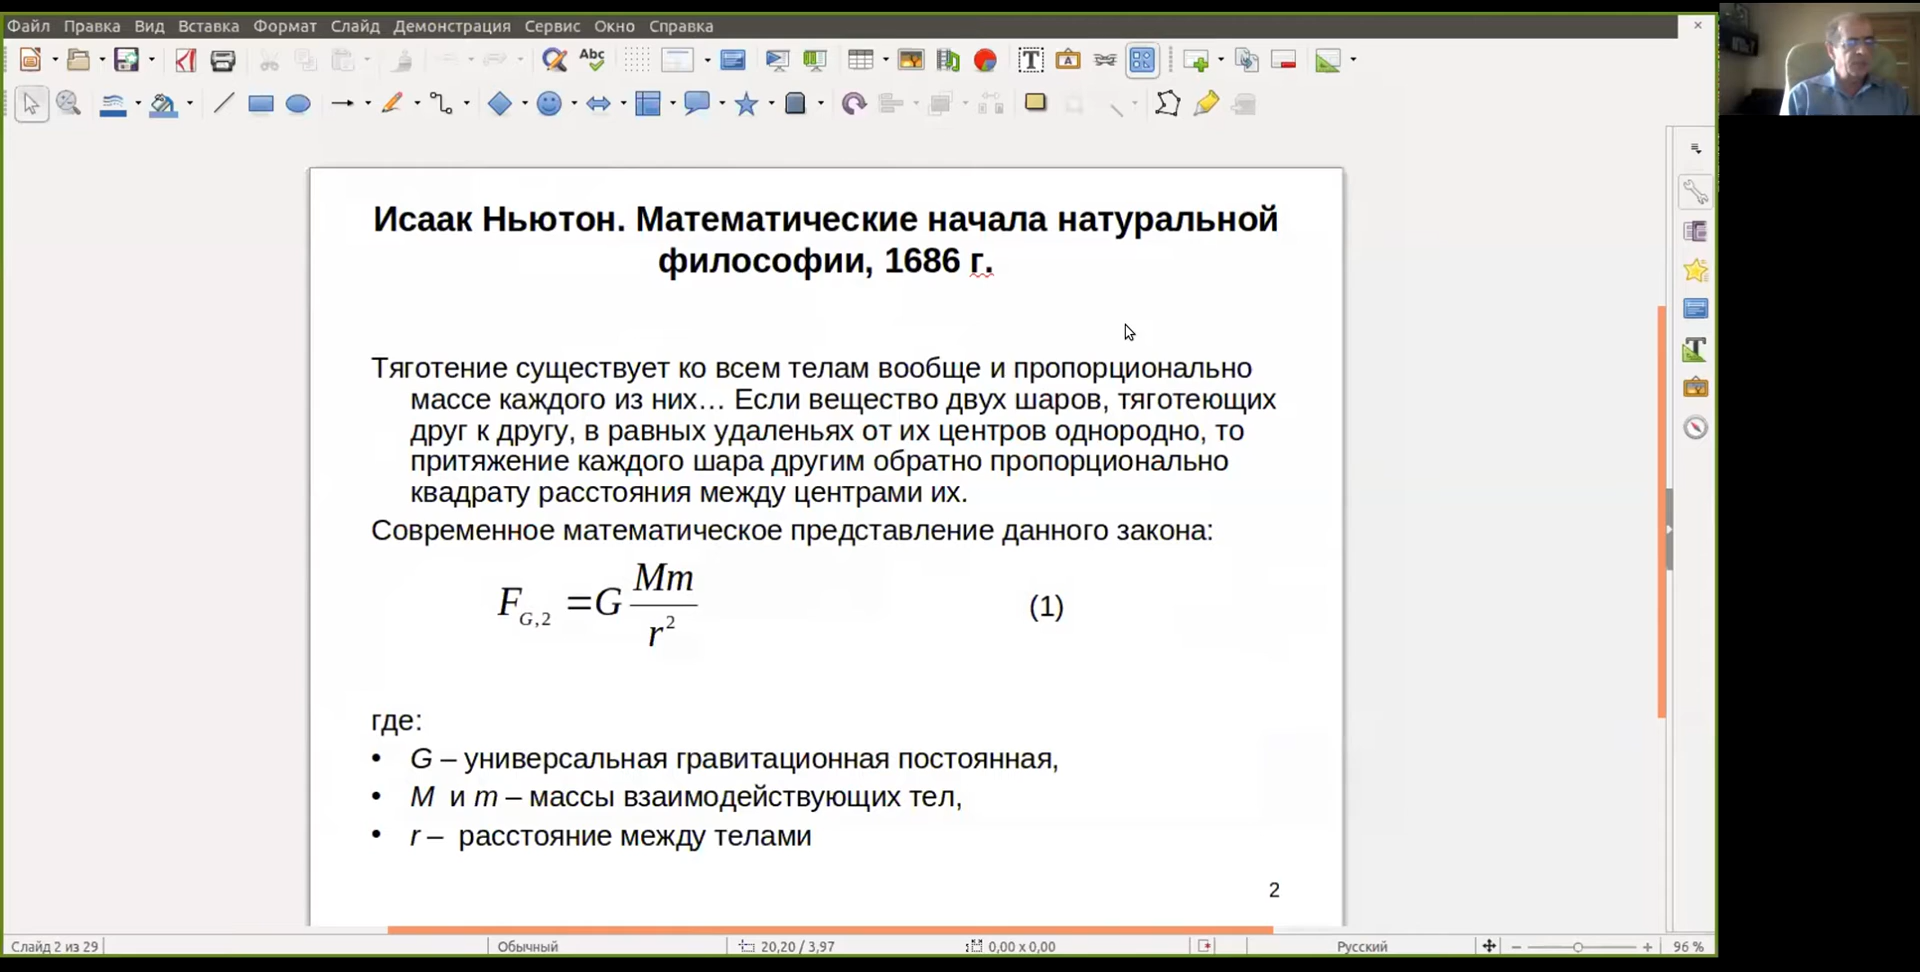 Файл Правка Вид Вставка Формат Слайд Демонстрация Сервис Окно Справка
Abc
Исаак Ньютон. Математические начала натуральной
философии, 1686 г.
Тяготение существует ко всем телам вообще и пропорционально
массе каждого из них… Если вещество двух шаров, тяготеющих
друг к другу, в равных удаленьях от их центров однородно, то
притяжение каждого шара другим обратно пропорционально
квадрату расстояния между центрами их.
Современное математическое представление данного закона:
F_{G,2} = G \frac{Mm}{r^2} (1)
где:
• G – универсальная гравитационная постоянная,
• M и m – массы взаимодействующих тел,
• r – расстояние между телами
2
Слайд 2 из 29 Обычный 20,20 / 3,97 0,00 x 0,00 Русский 96 %